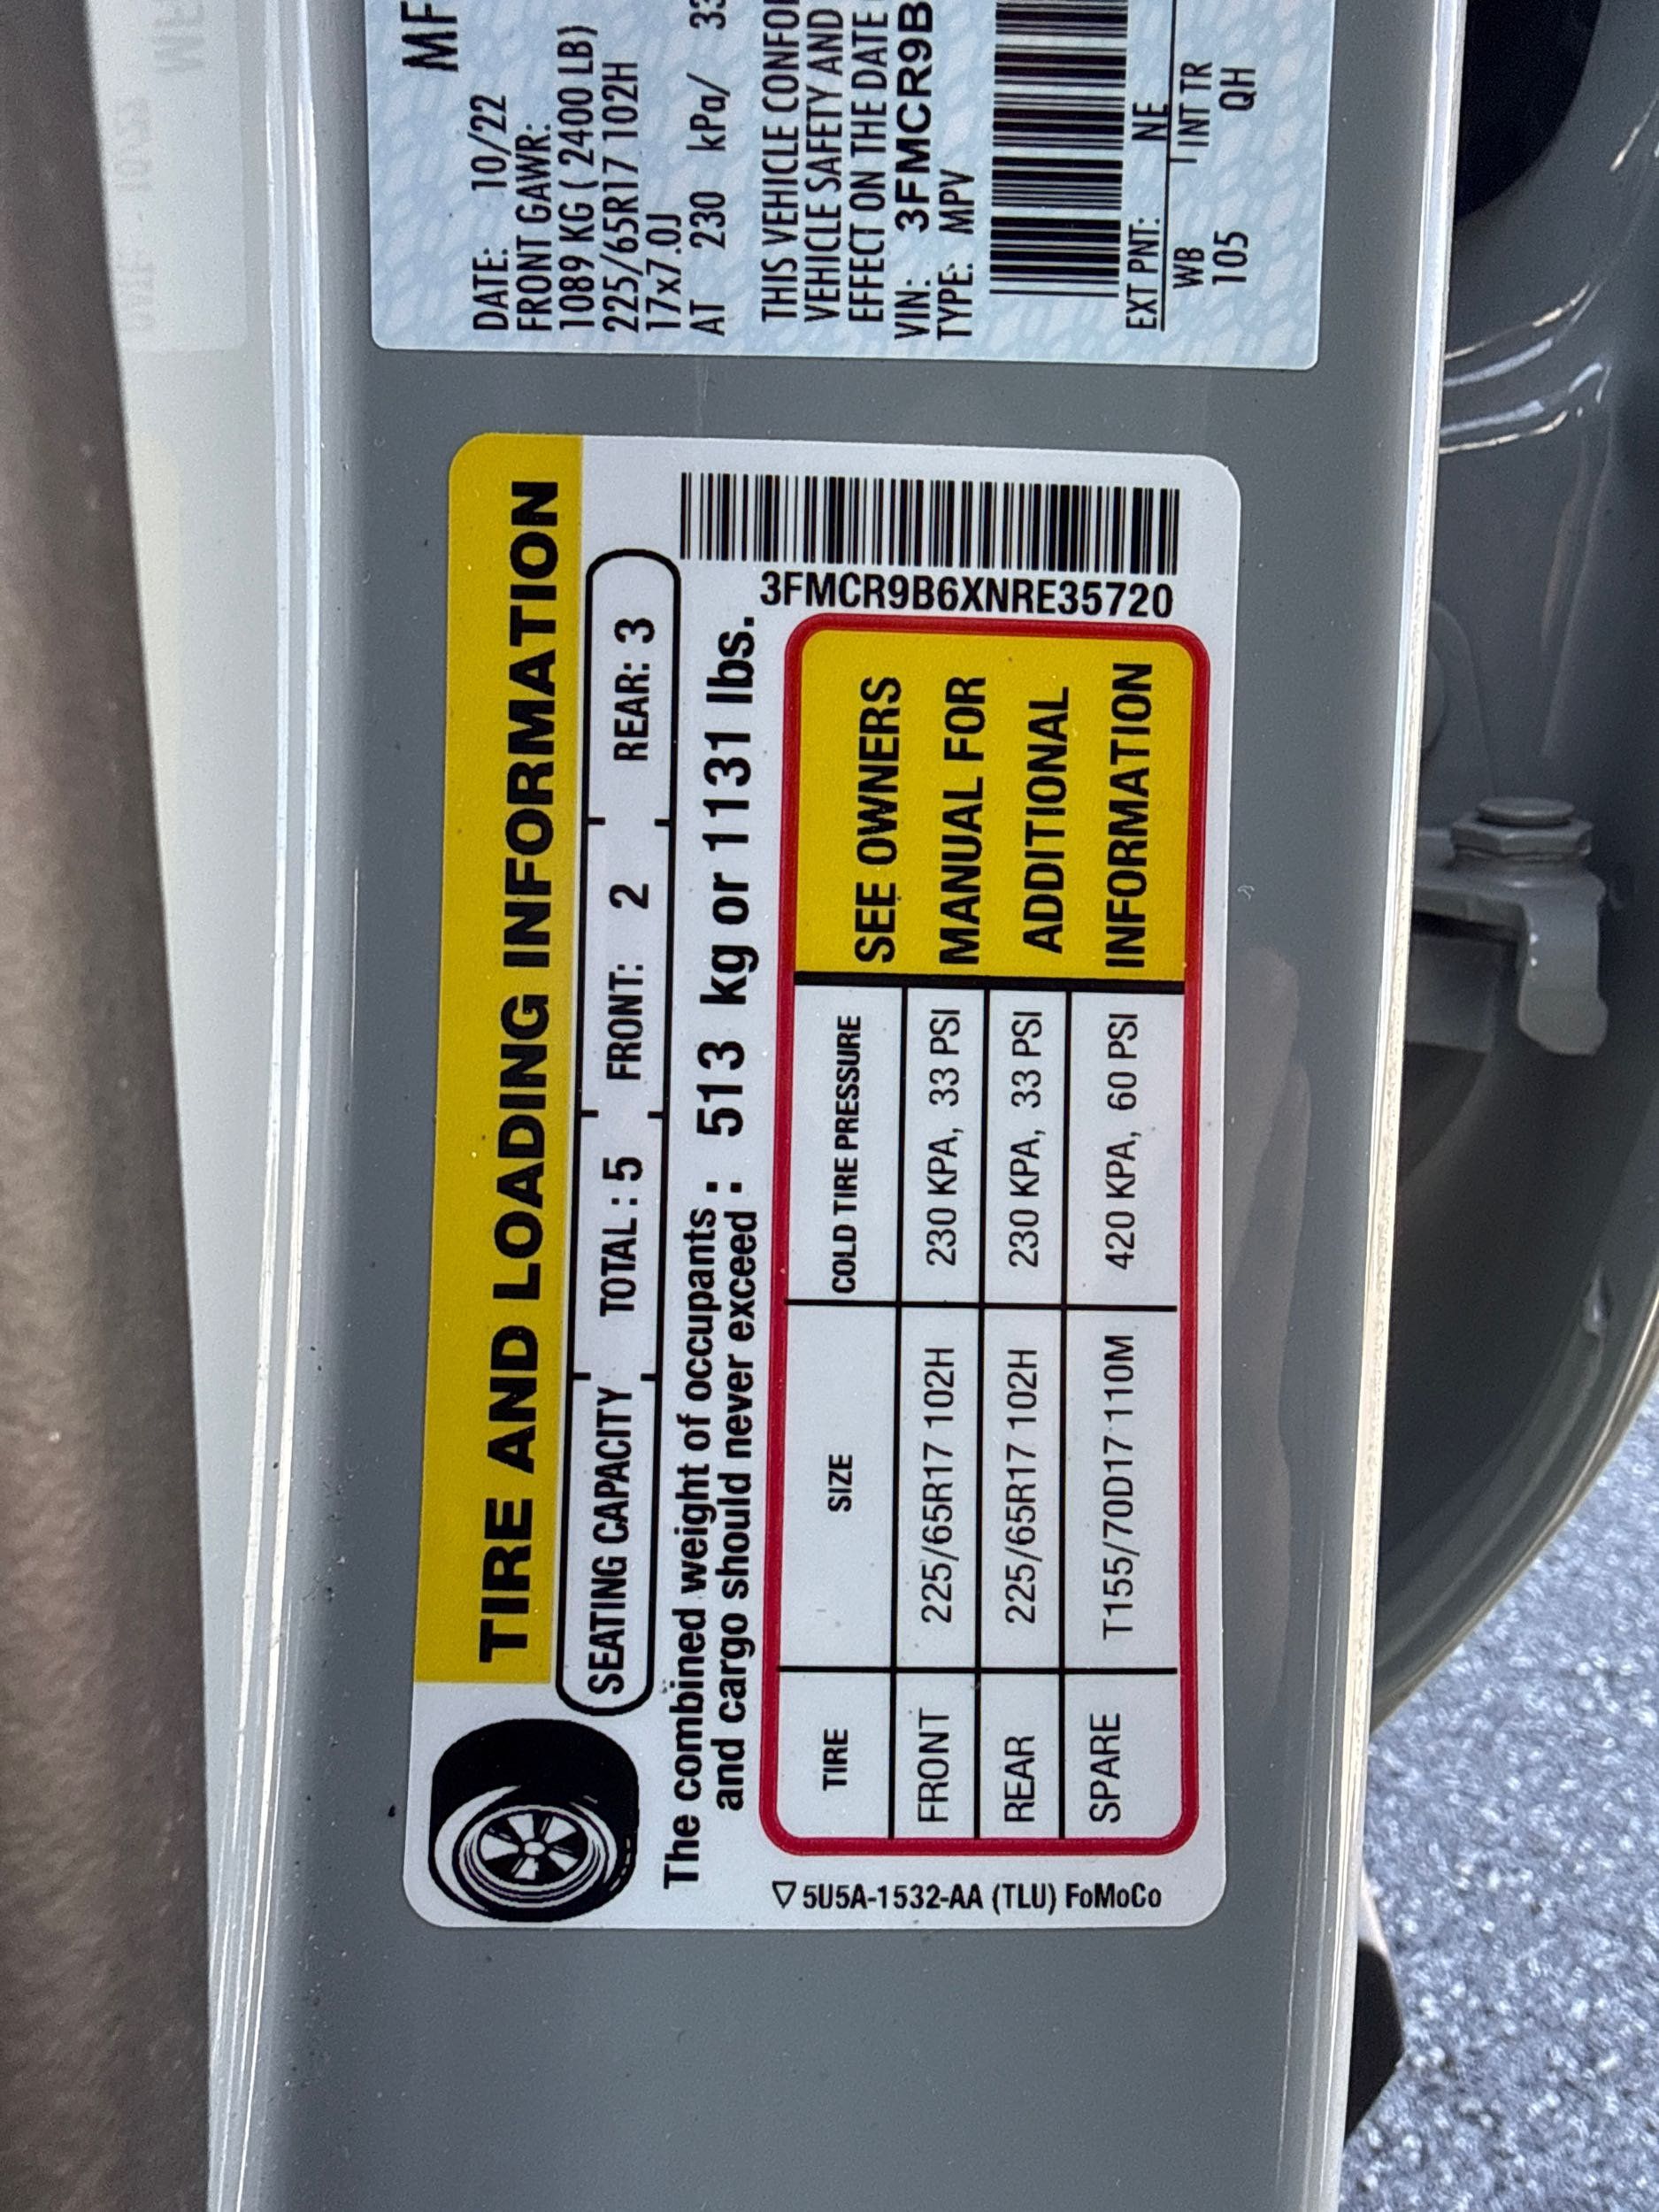 TIRE AND LOADING INFORMATION
SEATING CAPACITY TOTAL : 5 FRONT: 2 REAR: 3
The combined weight of occupants : 513 kg or 1131 lbs.
and cargo should never exceed :
TIRE SIZE COLD TIRE PRESSURE
FRONT 225/65R17 102H 230 KPA, 33 PSI
REAR 225/65R17 102H 230 KPA, 33 PSI
SPARE T155/70D17 110M 420 KPA, 60 PSI
SEE OWNERS
MANUAL FOR
ADDITIONAL
INFORMATION
3FMCR9B6XNRE35720
5U5A-1532-AA (TLU) FoMoCo
MF
DATE: 10/22
FRONT GAWR:
1089 KG ( 2400 LB)
225/65R17 102H
17x7.0J
AT 230 kPa/ 33
THIS VEHICLE CONFO
VEHICLE SAFETY AND
EFFECT ON THE DATE
VIN: 3FMCR9B
TYPE: MPV
EXT PNT: NE
WB INT TR
105 QH